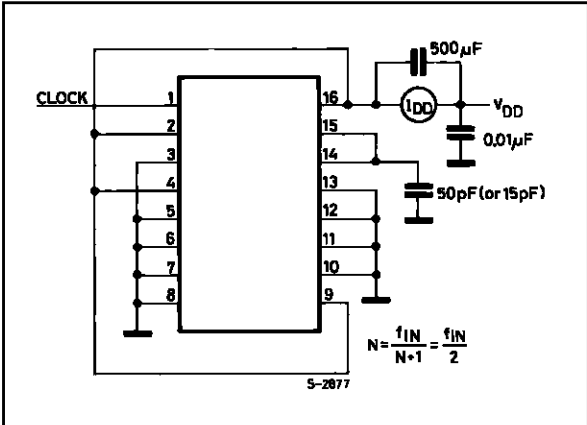 500µF
CLOCK
1
16
IDD
VDD
2
15
0.01µF
3
14
4
13
50pF(or 15pF)
5
12
6
11
7
10
8
9
N=fIN/N+1=fIN/2
S-2877